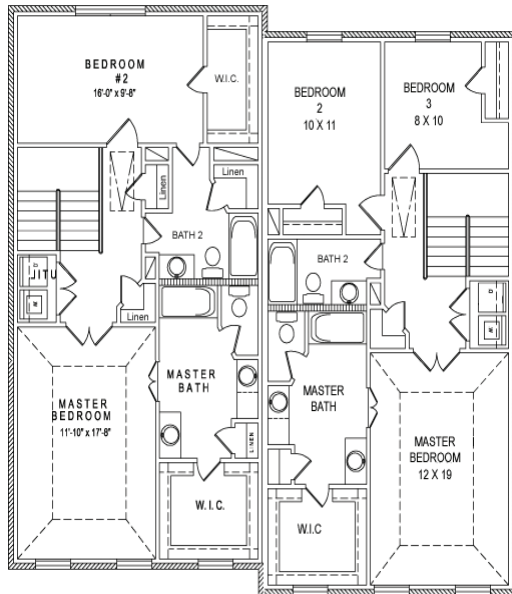 BEDROOM
#2
16'-0" x 9'-8"
W.I.C.
BEDROOM
2
10 X 11
BEDROOM
3
8 X 10
Linen
Linen
BATH 2
UTIL
D
W
Linen
BATH 2
D
W
MASTER
BATH
MASTER
BEDROOM
11'-10" x 17'-8"
LINEN
W.I.C.
MASTER
BATH
W.I.C
MASTER
BEDROOM
12 X 19